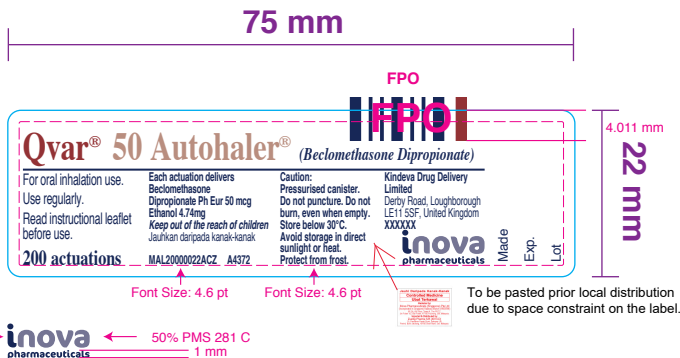 75 mm
FPO
FPO
4.011 mm
22 mm
Qvar® 50 Autohaler® (Beclomethasone Dipropionate)
For oral inhalation use.
Use regularly.
Read instructional leaflet
before use.
200 actuations
Each actuation delivers
Beclomethasone
Dipropionate Ph Eur 50 mcg
Ethanol 4.74mg
Keep out of the reach of children
Jauhkan daripada kanak-kanak
MAL20000022ACZ A4372
Caution:
Pressurised canister.
Do not puncture. Do not
burn, even when empty.
Store below 30°C.
Avoid storage in direct
sunlight or heat.
Protect from frost.
Kindeva Drug Delivery
Limited
Derby Road, Loughborough
LE11 5SF, United Kingdom
XXXXXX
inova
pharmaceuticals
Made
Exp.
Lot
Font Size: 4.6 pt
Font Size: 4.6 pt
Controlled Medicine
To be pasted prior local distribution
due to space constraint on the label.
inova
pharmaceuticals
50% PMS 281 C
1 mm